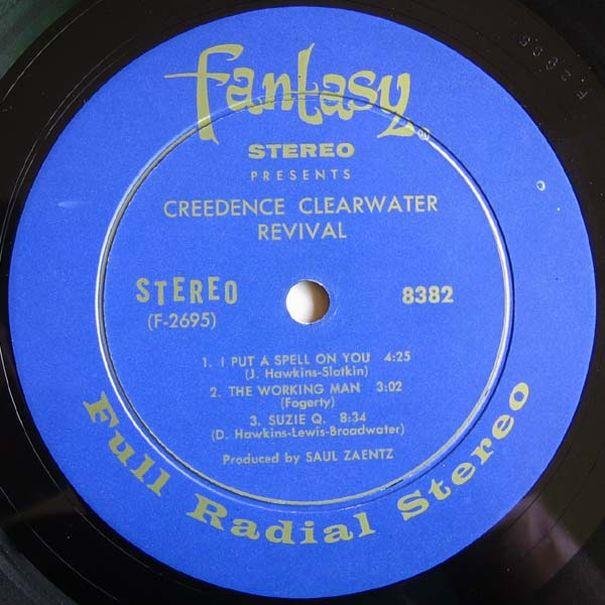 Fantasy®
STEREO
PRESENTS
CREEDENCE CLEARWATER
REVIVAL
STEREO 8382
(F-2695)
1. I PUT A SPELL ON YOU 4:25
(J. Hawkins-Slotkin)
2. THE WORKING MAN 3:02
(Fogerty)
3. SUZIE Q. 8:34
(D. Hawkins-Lewis-Broadwater)
Produced by SAUL ZAENTZ
Full Radial Stereo